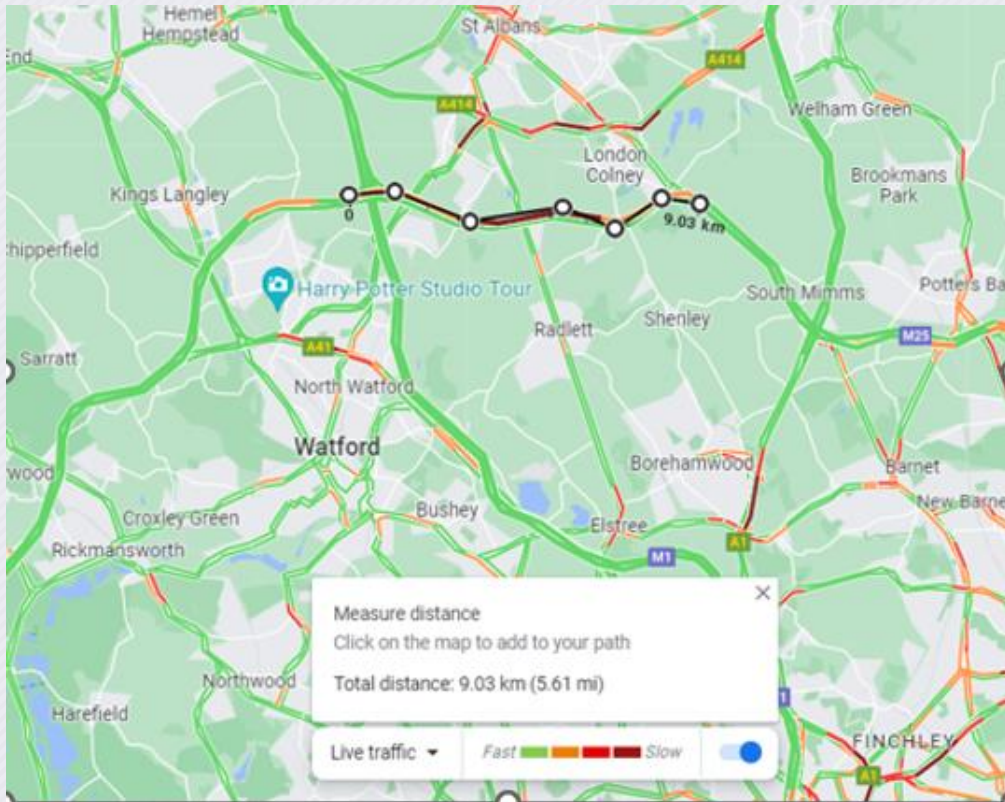 Hemel
Hempstead
St Albans
End
A414
A414
Welham Green
London
Colney
Brookmans
Park
Kings Langley
0
9.03 km
Chipperfield
Harry Potter Studio Tour
South Mimms
Potters Ba
Radlett
Shenley
M25
A41
Sarratt
North Watford
Watford
wood
Borehamwood
Barnet
New Barne
Croxley Green
Bushey
Elstree
A1
Rickmansworth
M1
Measure distance
Click on the map to add to your path
Total distance: 9.03 km (5.61 mi)
Northwood
Harefield
1
Live traffic
Fast
Slow
FINCHLEY
A1